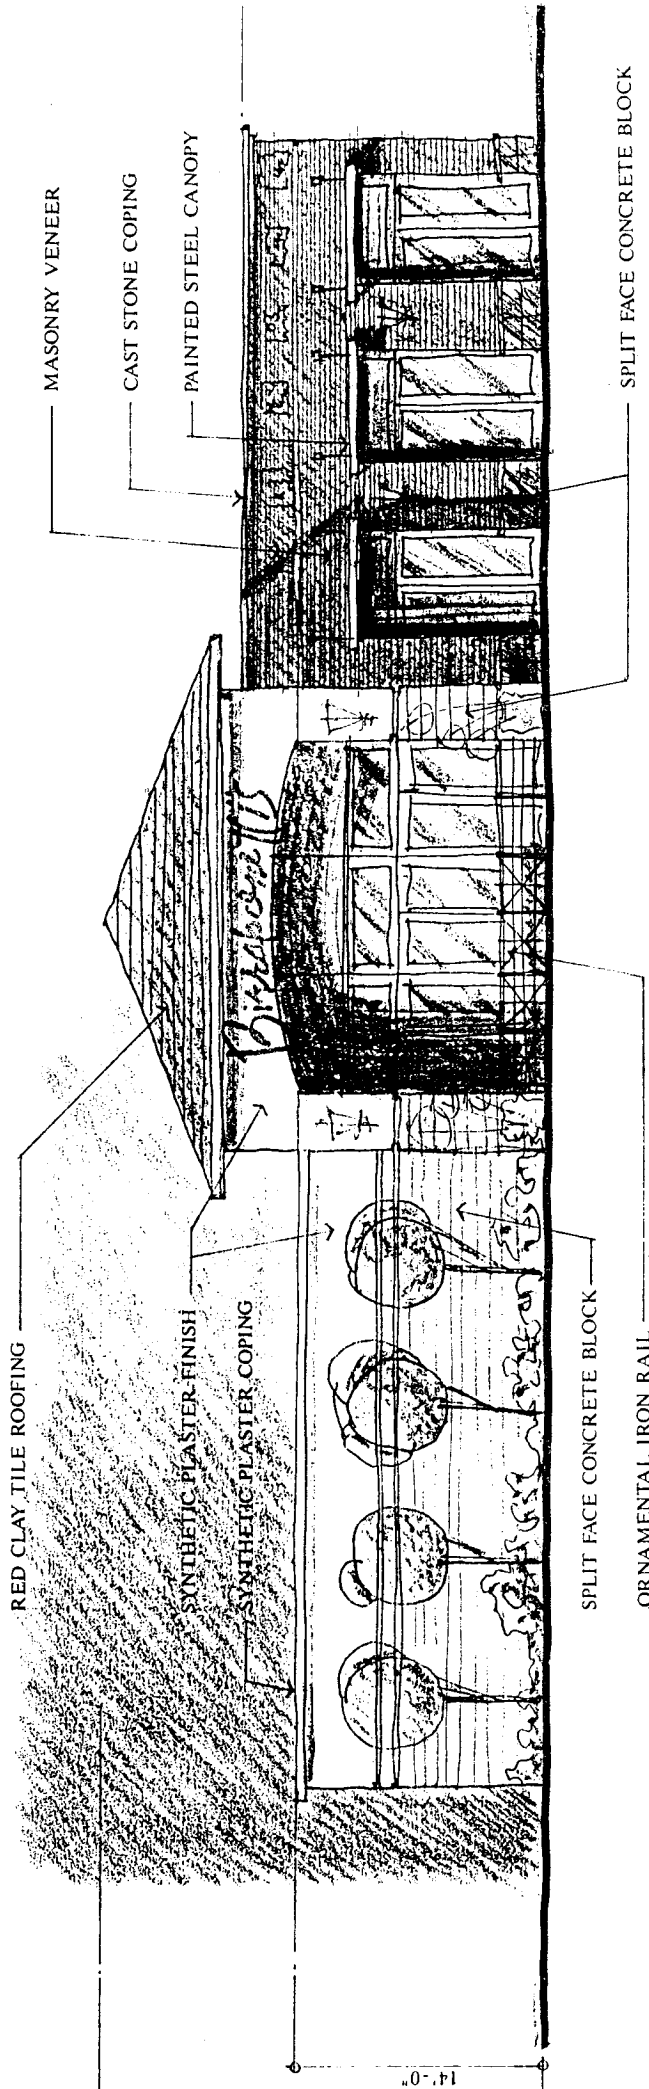 RED CLAY TILE ROOFING
SYNTHETIC PLASTER FINISH
SYNTHETIC PLASTER COPING
MASONRY VENEER
CAST STONE COPING
PAINTED STEEL CANOPY
14'-0"
SPLIT FACE CONCRETE BLOCK
ORNAMENTAL IRON RAIL
SPLIT FACE CONCRETE BLOCK